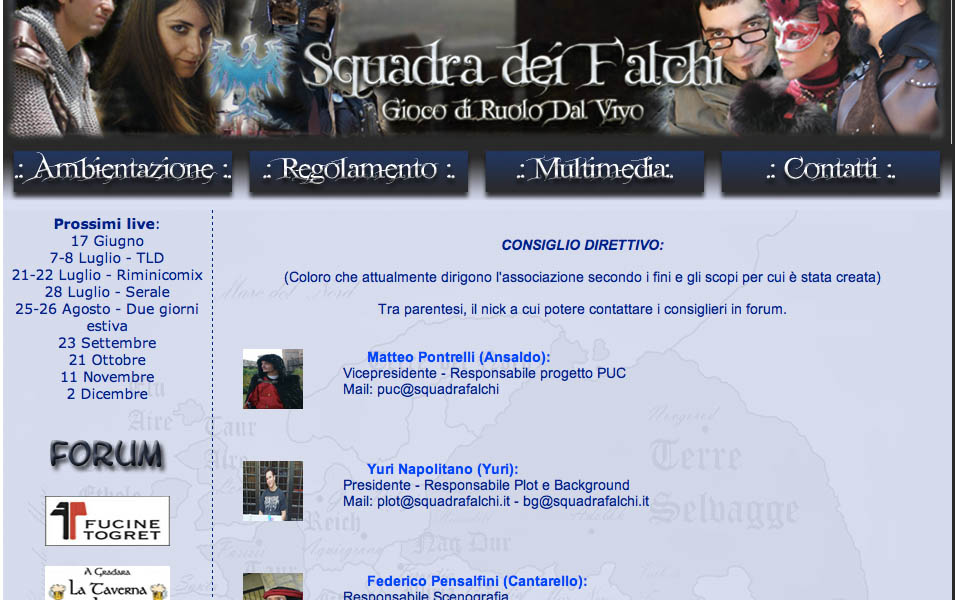 Squadra dei Falchi
Gioco di Ruolo Dal Vivo
.: Ambientazione :.
.: Regolamento :.
.: Multimedia:.
.: Contatti :.
Prossimi live:
17 Giugno
7-8 Luglio - TLD
21-22 Luglio - Riminicomix
28 Luglio - Serale
25-26 Agosto - Due giorni
estiva
23 Settembre
21 Ottobre
11 Novembre
2 Dicembre
FORUM
FUCINE
TOGRET
A Gradara
La Taverna
CONSIGLIO DIRETTIVO:
(Coloro che attualmente dirigono l'associazione secondo i fini e gli scopi per cui è stata creata)
Tra parentesi, il nick a cui potere contattare i consiglieri in forum.
Matteo Pontrelli (Ansaldo):
Vicepresidente - Responsabile progetto PUC
Mail: puc@squadrafalchi
Yuri Napolitano (Yuri):
Presidente - Responsabile Plot e Background
Mail: plot@squadrafalchi.it - bg@squadrafalchi.it
Federico Pensalfini (Cantarello):
Responsabile Scenografia
Mare del Nord
Aire
Taur
Reich
Nag Dur
Terre
Selvagge